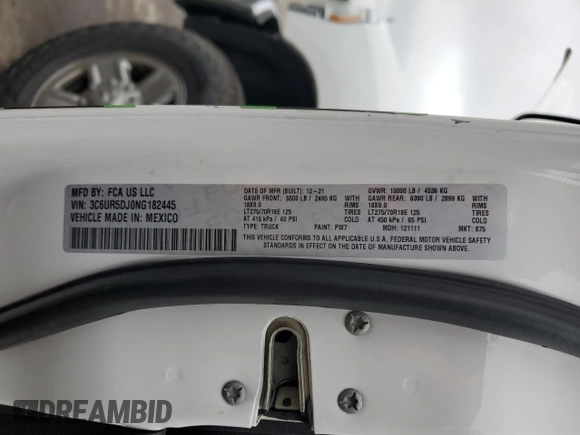 MFD BY: FCA US LLC
VIN: 3C6UR5DJ0NG182445
VEHICLE MADE IN: MEXICO
DATE OF MFR (BUILT): 12-21 GVWR: 10000 LB / 4536 KG
GAWR FRONT: 5500 LB / 2495 KG WITH GAWR REAR: 6390 LB / 2899 KG WITH
18X8.0 RIMS 18X8.0 RIMS
LT275/70R18E 125 TIRES LT275/70R18E 125 TIRES
AT 415 kPa / 60 PSI COLD AT 450 kPa / 65 PSI COLD
TYPE: TRUCK PAINT: PW7 MDH: 121111 MKT: 875
THIS VEHICLE CONFORMS TO ALL APPLICABLE U.S.A. FEDERAL MOTOR VEHICLE SAFETY
STANDARDS IN EFFECT ON THE DATE OF MANUFACTURE SHOWN ABOVE.
DREAMBID